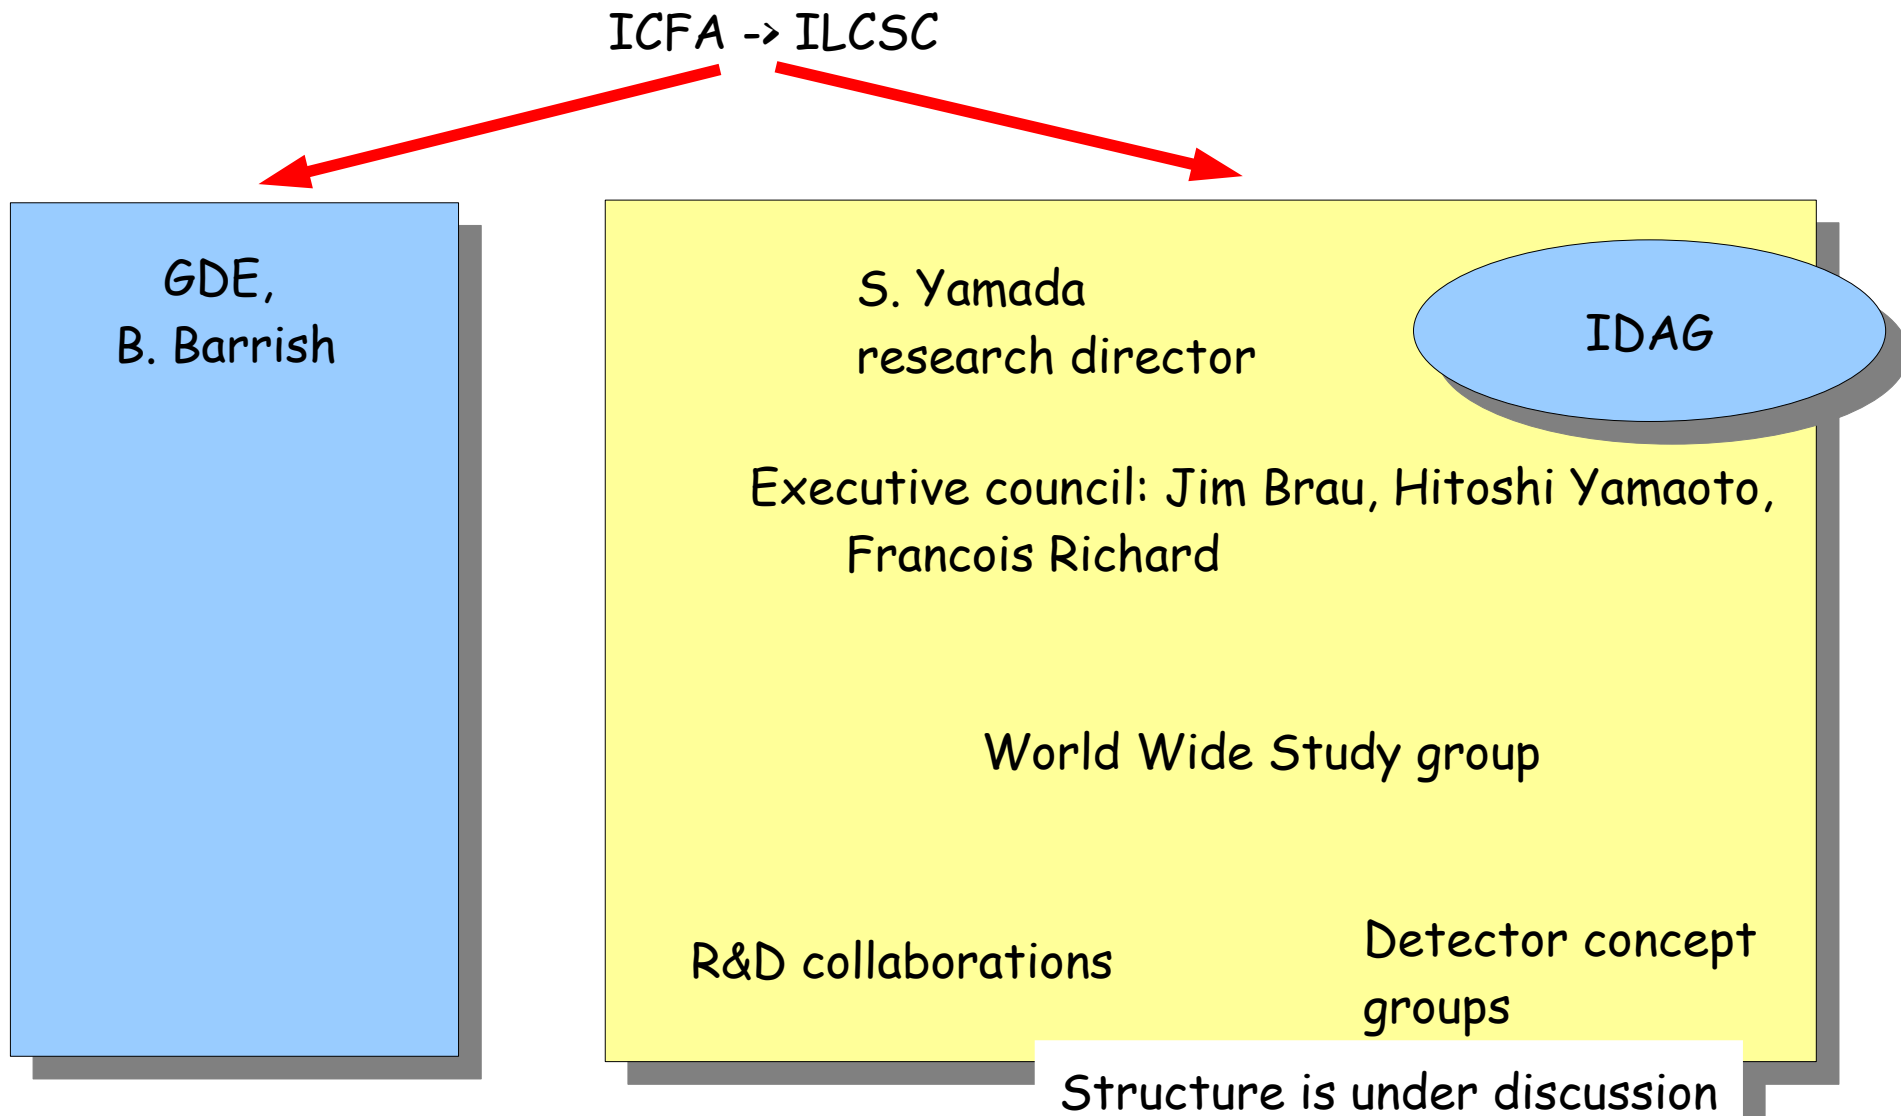 ICFA -> ILCSC
GDE,
B. Barrish
S. Yamada
research director
IDAG
Executive council: Jim Brau, Hitoshi Yamaoto,
Francois Richard
World Wide Study group
R&D collaborations
Detector concept
groups
Structure is under discussion